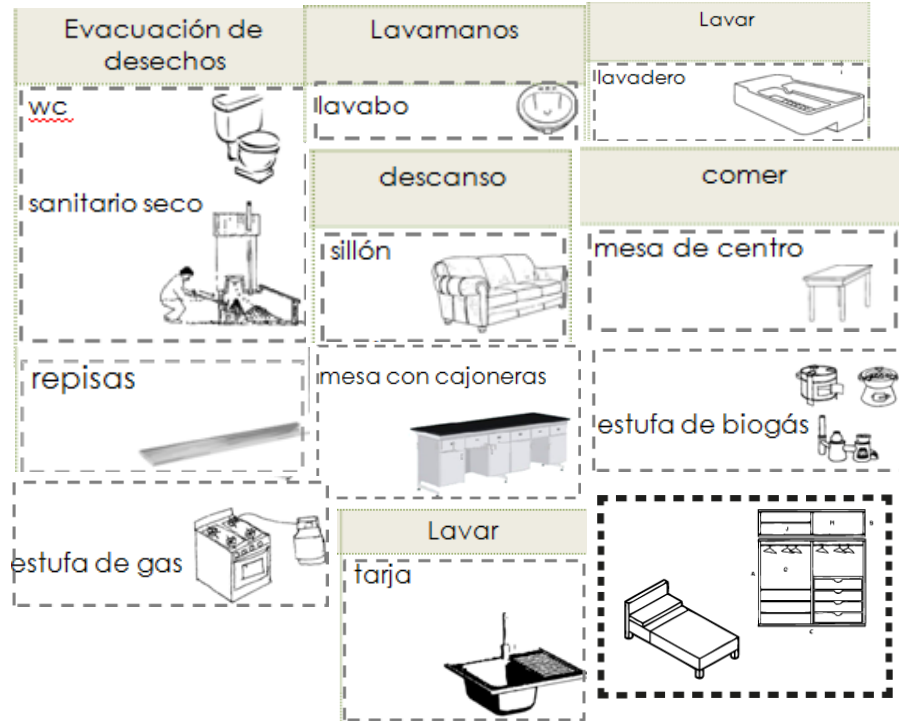 Evacuación de
desechos
wc
sanitario seco
Lavamanos
lavabo
Lavar
lavadero
descanso
sillón
comer
mesa de centro
repisas
mesa con cajoneras
estufa de biogás
estufa de gas
Lavar
tarja
J
H
B
A
G
C